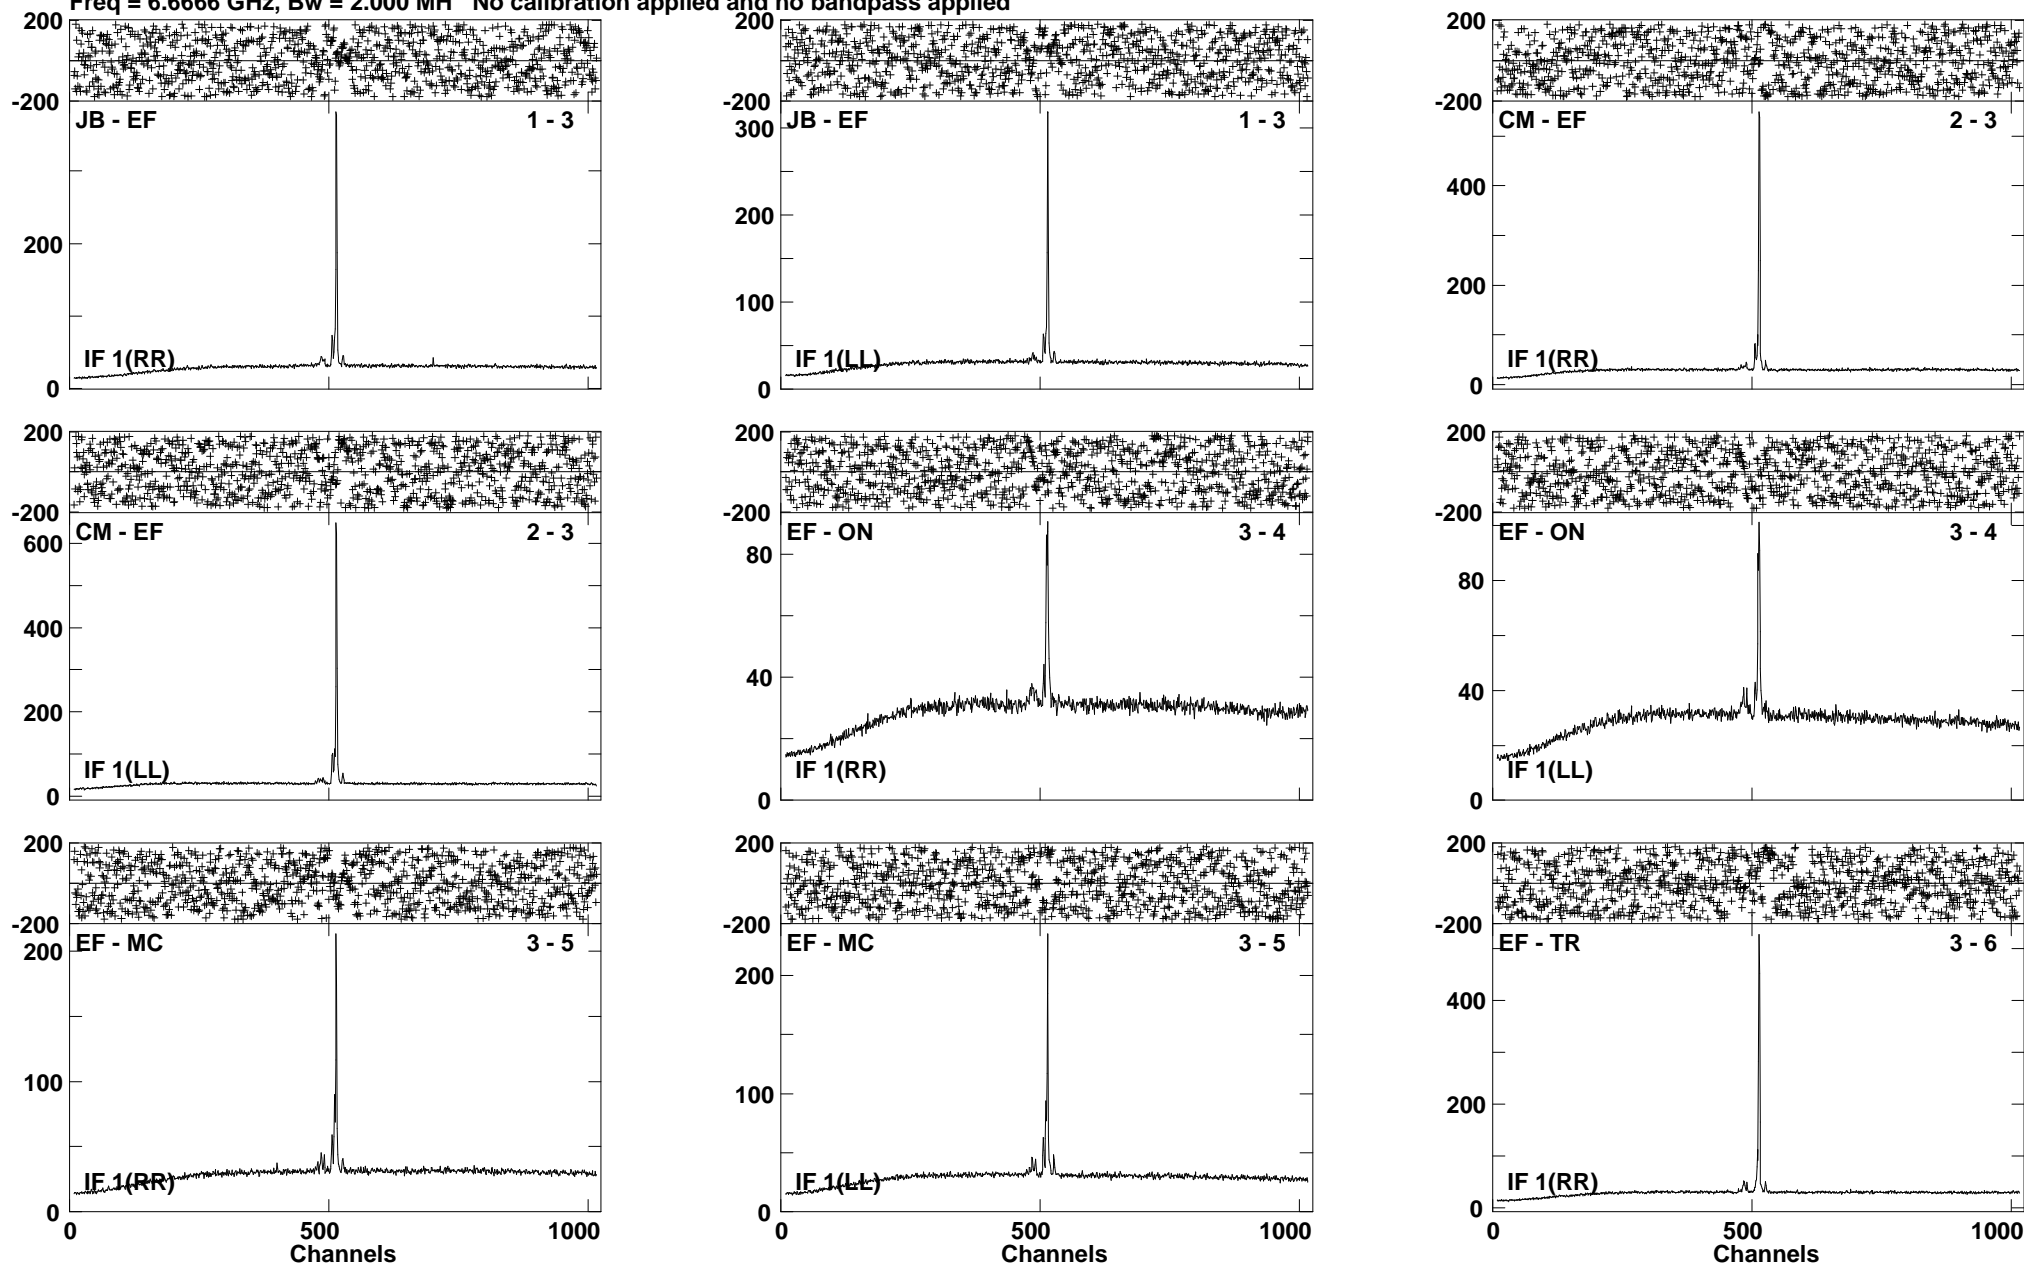 Freq = 6.6666 GHz, Bw = 2.000 MH No calibration applied and no bandpass applied
200
-200
JB - EF 1 - 3
200
0
IF 1(RR)
200
-200
JB - EF 1 - 3
300
200
100
0
IF 1(LL)
200
-200
CM - EF 2 - 3
400
200
0
IF 1(RR)
200
-200
CM - EF 2 - 3
600
400
200
0
IF 1(LL)
200
-200
EF - ON 3 - 4
80
40
0
IF 1(RR)
200
-200
EF - ON 3 - 4
80
40
0
IF 1(LL)
200
-200
EF - MC 3 - 5
200
100
0
IF 1(RR)
0 500 1000
Channels
200
-200
EF - MC 3 - 5
200
100
0
IF 1(LL)
0 500 1000
Channels
200
-200
EF - TR 3 - 6
400
200
0
IF 1(RR)
0 500 1000
Channels